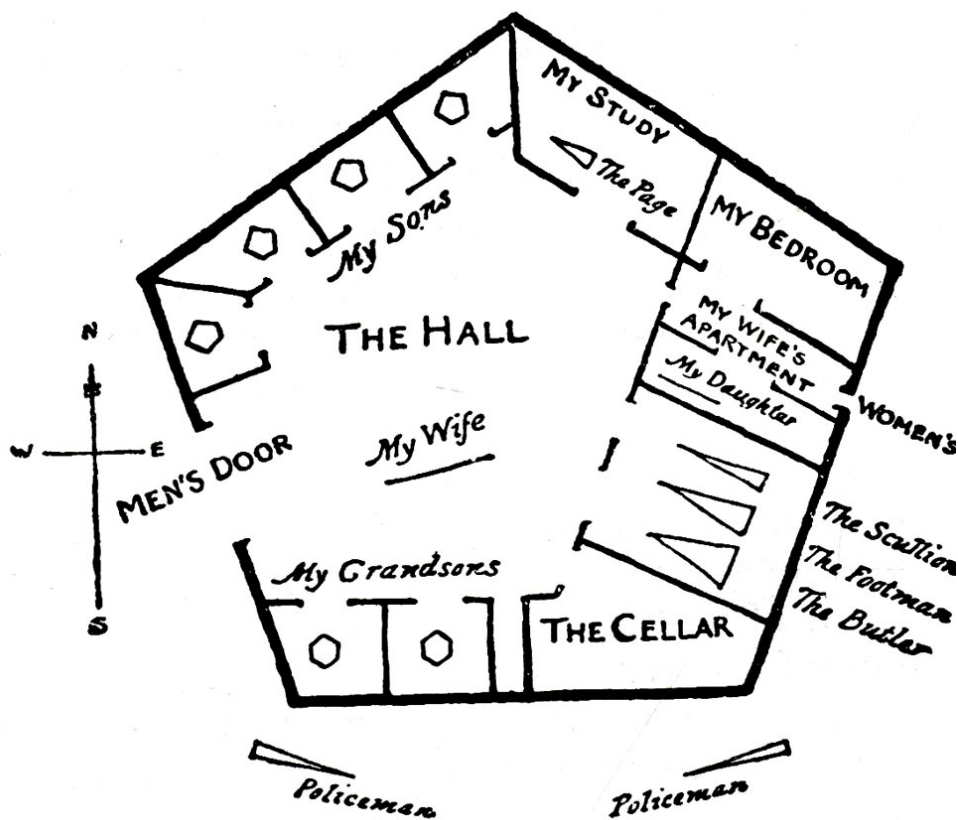 MY STUDY
The Page
MY BEDROOM
My Sons
THE HALL
MY WIFE'S
APARTMENT
My Daughter
WOMEN'S
N
W
E
S
MEN'S DOOR
My Wife
The Scullion
The Footman
The Butler
My Grandsons
THE CELLAR
Policeman
Policeman